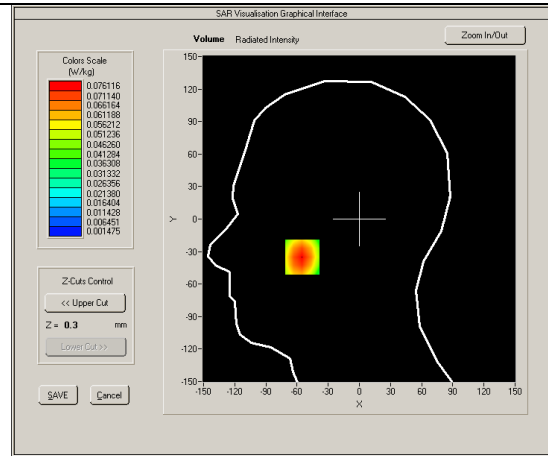 SAR Visualisation Graphical Interface
Volume Radiated Intensity
Zoom In/Out
Colors Scale
(W/kg)
0.076116
0.071140
0.066164
0.061188
0.056212
0.051236
0.046260
0.041284
0.036308
0.031332
0.026356
0.021380
0.016404
0.011428
0.006451
0.001475
Z-Cuts Control
<< Upper Cut
Z = 0.3 mm
Lower Cut >>
SAVE Cancel
150
120
90
60
30
0
-30
-60
-90
-120
-150
Y
-150 -120 -90 -60 -30 0 30 60 90 120 150
X